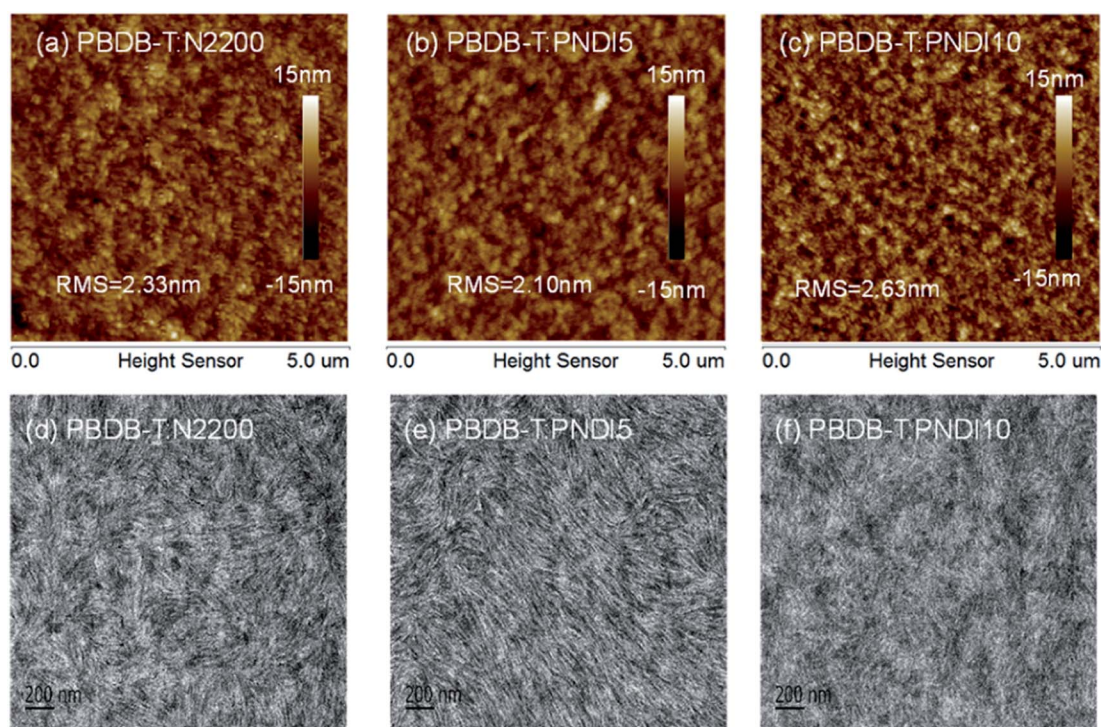 (a) PBDB-T:N2200
15nm
RMS=2.33nm
-15nm
0.0 Height Sensor 5.0 um
(b) PBDB-T:PNDI5
15nm
RMS=2.10nm
-15nm
0.0 Height Sensor 5.0 um
(c) PBDB-T:PNDI10
15nm
RMS=2.63nm
-15nm
0.0 Height Sensor 5.0 um
(d) PBDB-T:N2200
200 nm
(e) PBDB-T:PNDI5
200 nm
(f) PBDB-T:PNDI10
200 nm